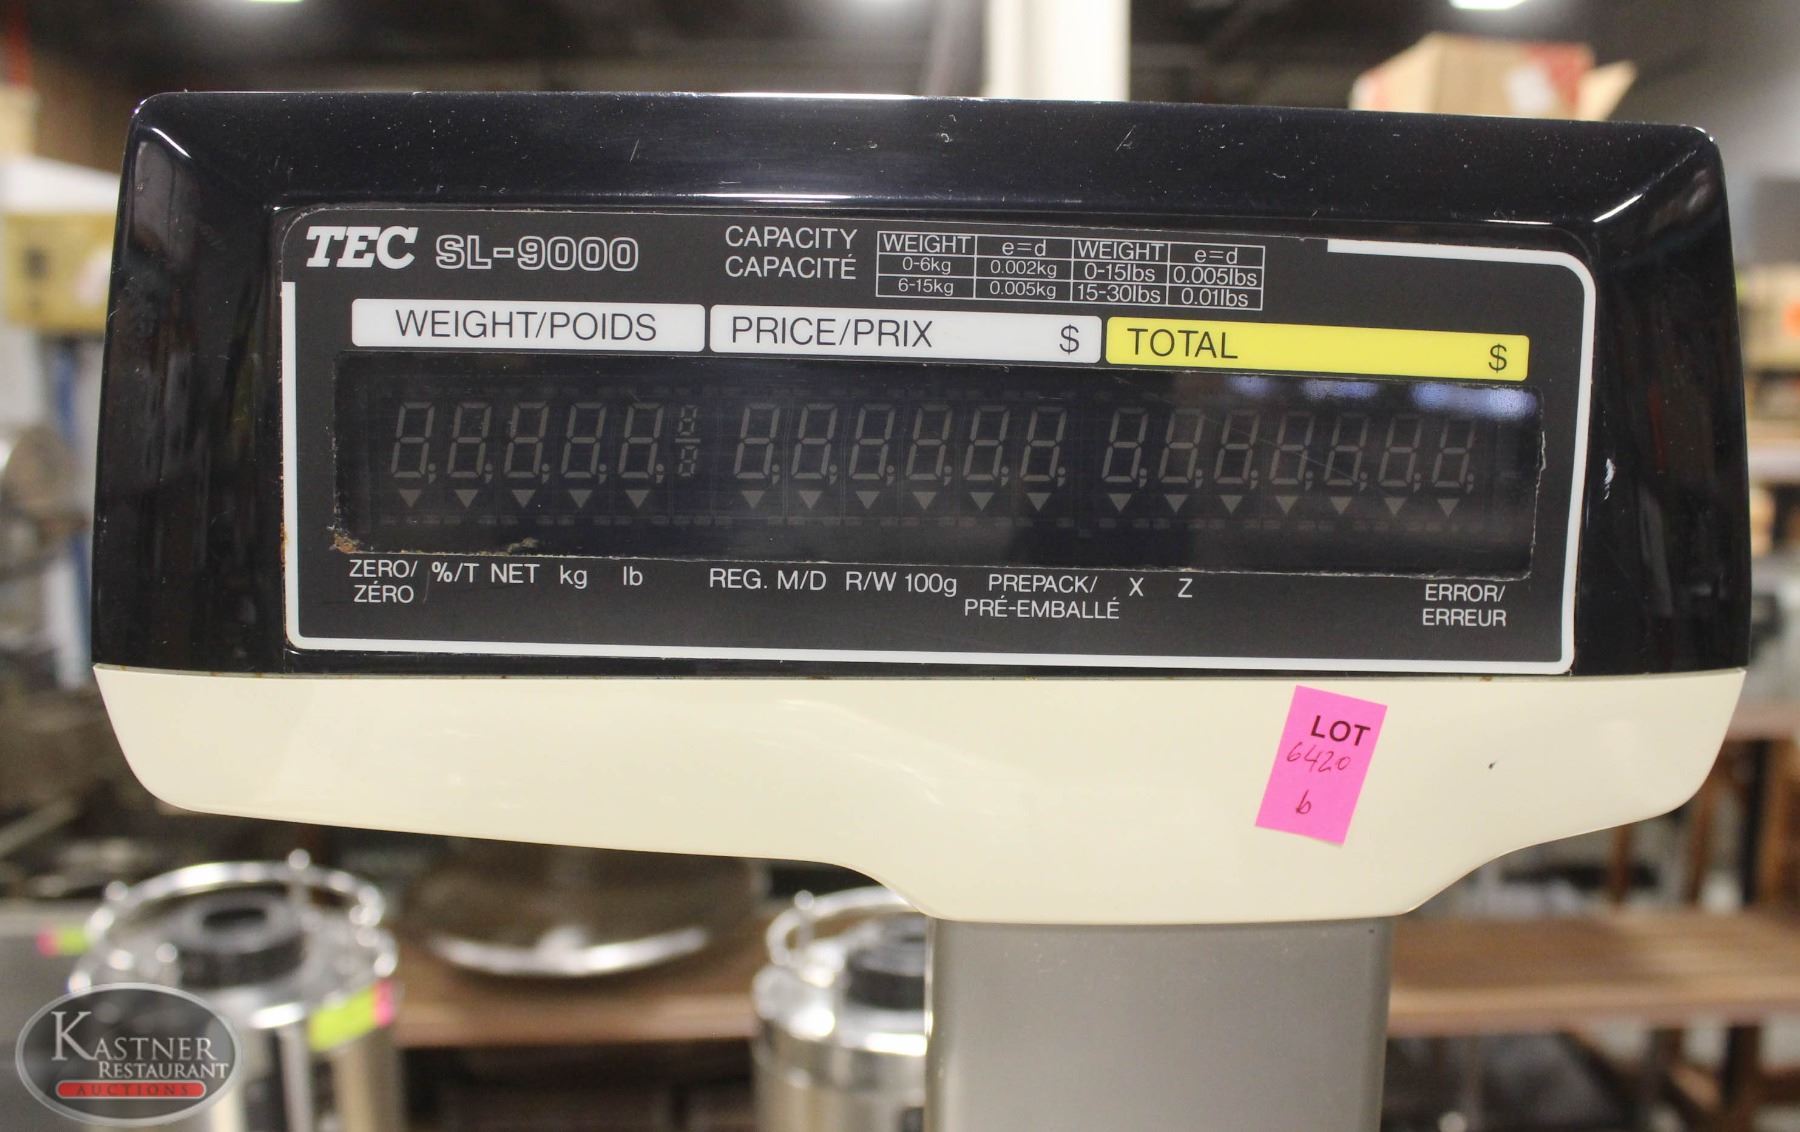 TEC SL-9000
CAPACITY
CAPACITÉ
WEIGHT e=d WEIGHT e=d
0-6kg 0.002kg 0-15lbs 0.005lbs
6-15kg 0.005kg 15-30lbs 0.01lbs
WEIGHT/POIDS PRICE/PRIX $ TOTAL $
ZERO/ %/T NET kg lb REG. M/D R/W 100g PREPACK/ X Z ERROR/
ZÉRO PRÉ-EMBALLÉ ERREUR
LOT
6420
b
KASTNER
RESTAURANT
AUCTIONS